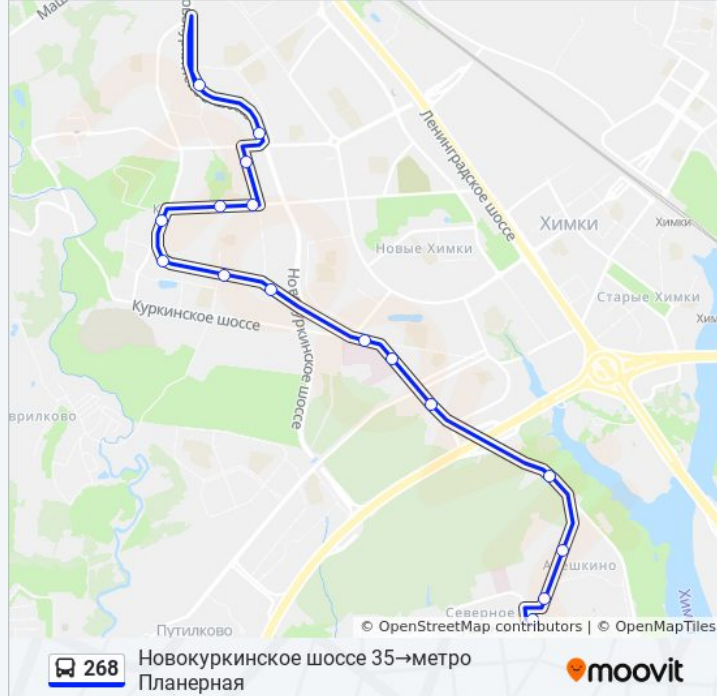 Ленинградское шоссе
Химки
Химки
Новые Химки
Старые Химки
Куркинское шоссе
Новокуркинское шоссе
Северное
Путилково
© OpenStreetMap contributors | © OpenMapTiles
268
Новокуркинское шоссе 35→метро
Планерная
moovit